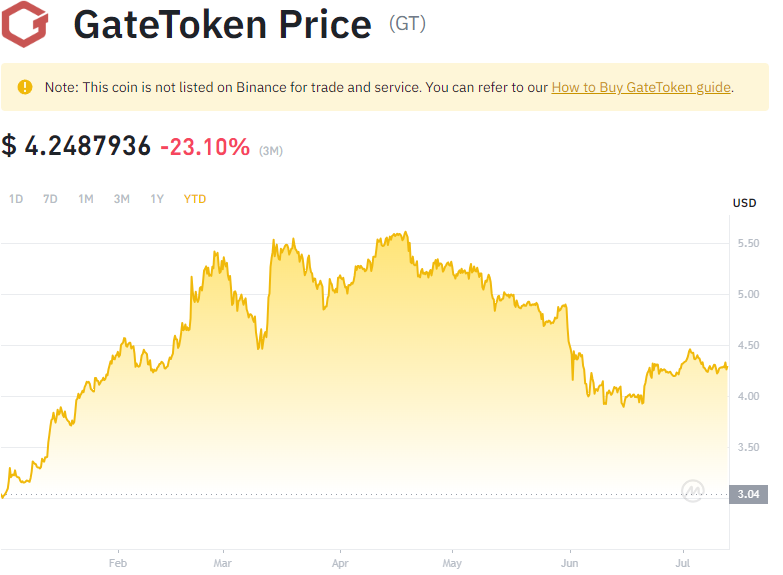 GateToken Price (GT)
Note: This coin is not listed on Binance for trade and service. You can refer to our How to Buy GateToken guide.
$ 4.2487936 -23.10% (3M)
1D 7D 1M 3M 1Y YTD
USD
5.50
5.00
4.50
4.00
3.50
3.04
Feb Mar Apr May Jun Jul